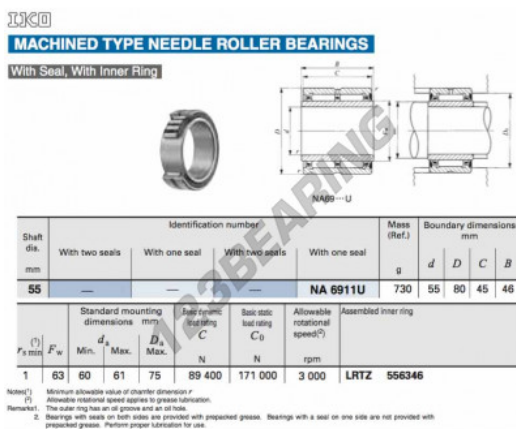 IKO
MACHINED TYPE NEEDLE ROLLER BEARINGS
With Seal, With Inner Ring
B
C
D
d
r
r
Fw
Da
NA69···U
123BEARING
Shaft dia. mm
Identification number
Mass (Ref.) g
Boundary dimensions mm
With two seals With one seal With two seals With one seal
d D C B
55 — — — NA 6911U 730 55 80 45 46
rs min (1) Fw
Standard mounting dimensions mm
da Min. Max. Da Max.
Basic dynamic load rating C N
Basic static load rating C0 N
Allowable rotational speed(2) rpm
Assembled inner ring
1 63 60 61 75 89 400 171 000 3 000 LRTZ 556346
Notes(1) Minimum allowable value of chamfer dimension r
(2) Allowable rotational speed applies to grease lubrication.
Remarks1. The outer ring has an oil groove and an oil hole.
2. Bearings with seals on both sides are provided with prepacked grease. Bearings with a seal on one side are not provided with
prepacked grease. Perform proper lubrication for use.